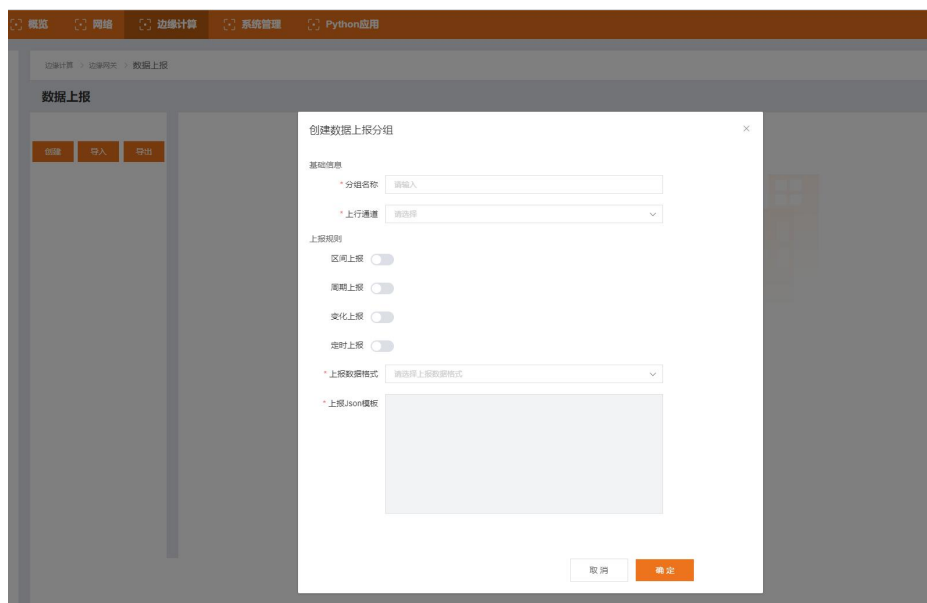 概览 网络 边缘计算 系统管理 Python应用
边缘计算 > 边缘网关 > 数据上报
数据上报
创建 导入 导出
创建数据上报分组 ×
基础信息
* 分组名称 请输入
* 上行通道 请选择
上报规则
区间上报
周期上报
变化上报
定时上报
* 上报数据格式 请选择上报数据格式
* 上报Json模板
取消 确定